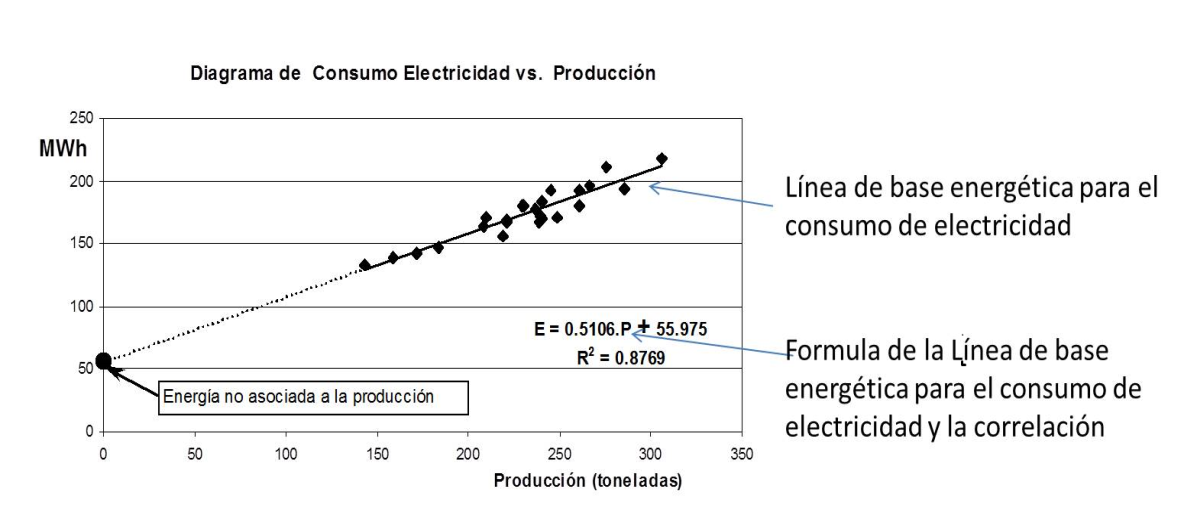 Diagrama de Consumo Electricidad vs. Producción
250
MWh
200
150
100
50
0
Línea de base energética para el
consumo de electricidad
E = 0.5106.P + 55.975
R² = 0.8769
Formula de la Línea de base
energética para el consumo de
electricidad y la correlación
Energía no asociada a la producción
0 50 100 150 200 250 300 350
Producción (toneladas)